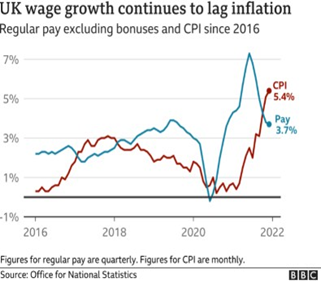 UK wage growth continues to lag inflation
Regular pay excluding bonuses and CPI since 2016
7%
5%
3%
1%
-1%
CPI
5.4%
Pay
3.7%
2016
2018
2020
2022
Figures for regular pay are quarterly. Figures for CPI are monthly.
Source: Office for National Statistics
BBC